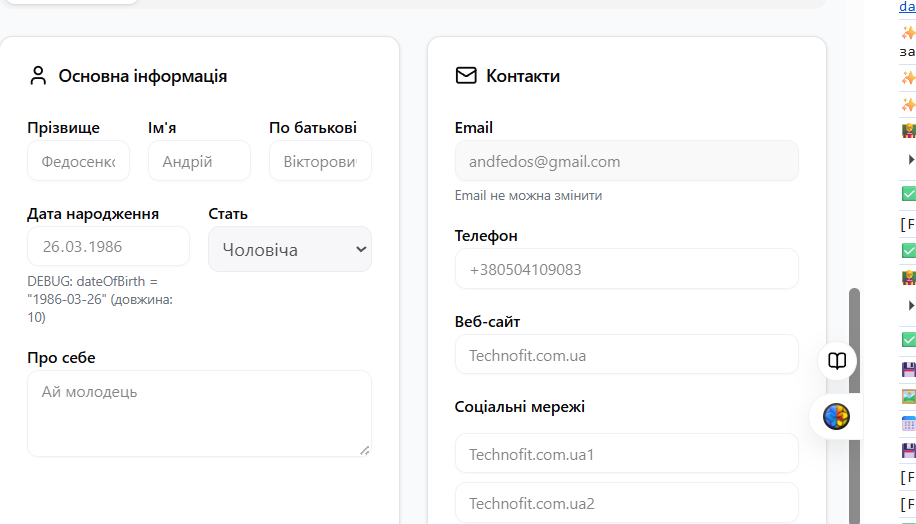 Основна інформація
Прізвище
Ім'я
По батькові
Федосенко
Андрій
Вікторович
Дата народження
Стать
26.03.1986
Чоловіча
DEBUG: dateOfBirth =
"1986-03-26" (довжина:
10)
Про себе
Ай молодець
Контакти
Email
andfedos@gmail.com
Email не можна змінити
Телефон
+380504109083
Веб-сайт
Technofit.com.ua
Соціальні мережі
Technofit.com.ua1
Technofit.com.ua2
da
за
[F
[F
[F